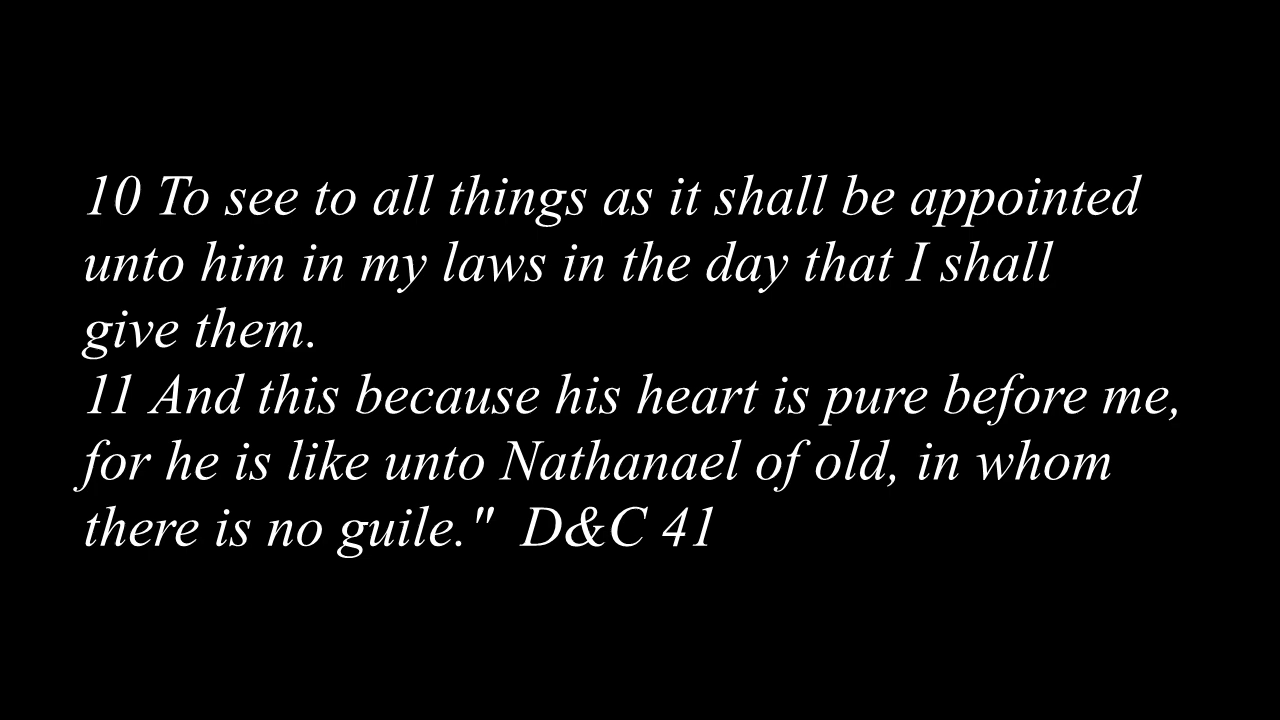 10 To see to all things as it shall be appointed
unto him in my laws in the day that I shall
give them.
11 And this because his heart is pure before me,
for he is like unto Nathanael of old, in whom
there is no guile."  D&C 41